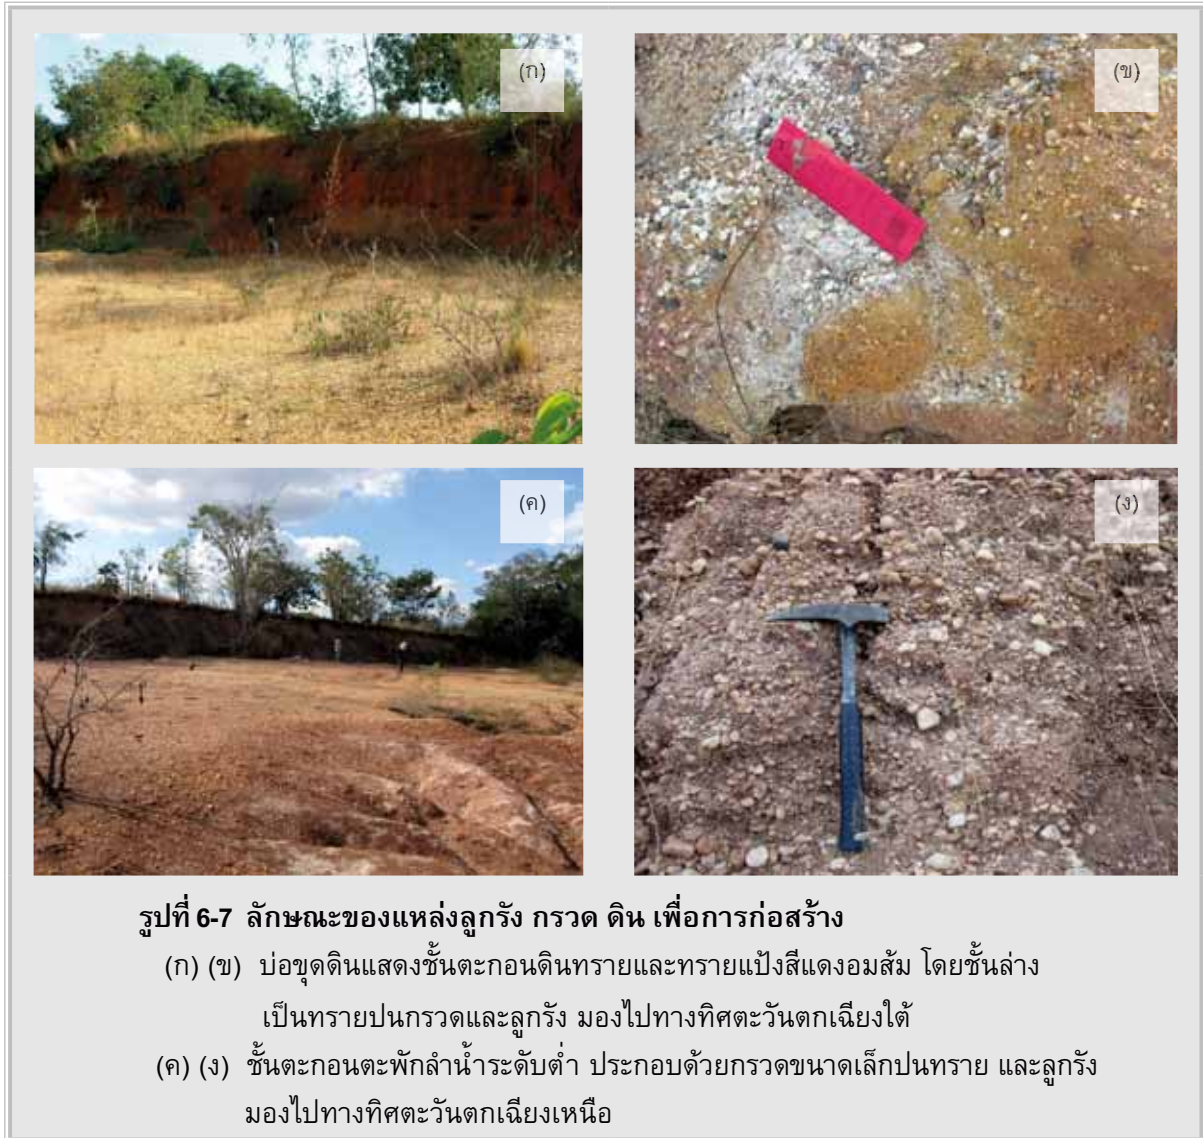 (ก)
(ข)
(ค)
(ง)
รูปที่ 6-7 ลักษณะของแหล่งลูกรัง กรวด ดิน เพื่อการก่อสร้าง
(ก) (ข) บ่อขุดดินแสดงชั้นตะกอนดินทรายและทรายแป้งสีแดงอมส้ม โดยชั้นล่าง
เป็นทรายปนกรวดและลูกรัง มองไปทางทิศตะวันตกเฉียงใต้
(ค) (ง) ชั้นตะกอนตะพักลำน้ำระดับต่ำ ประกอบด้วยกรวดขนาดเล็กปนทราย และลูกรัง
มองไปทางทิศตะวันตกเฉียงเหนือ